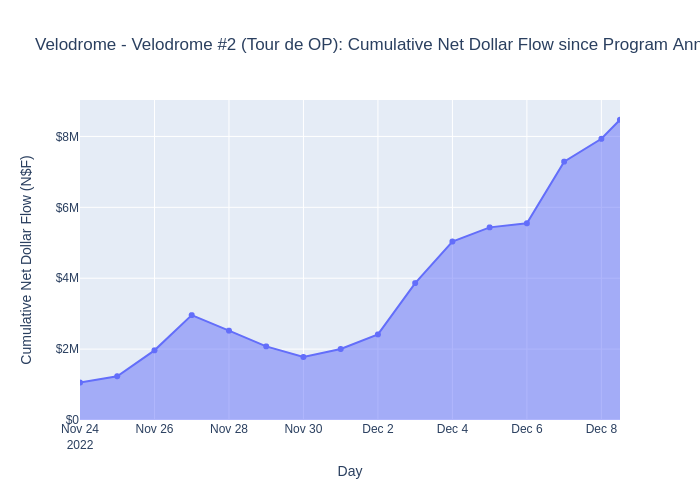 Velodrome - Velodrome #2 (Tour de OP): Cumulative Net Dollar Flow since Program Ann
Cumulative Net Dollar Flow (N$F)
$8M
$6M
$4M
$2M
$0
Nov 24 Nov 26 Nov 28 Nov 30 Dec 2 Dec 4 Dec 6 Dec 8
2022
Day